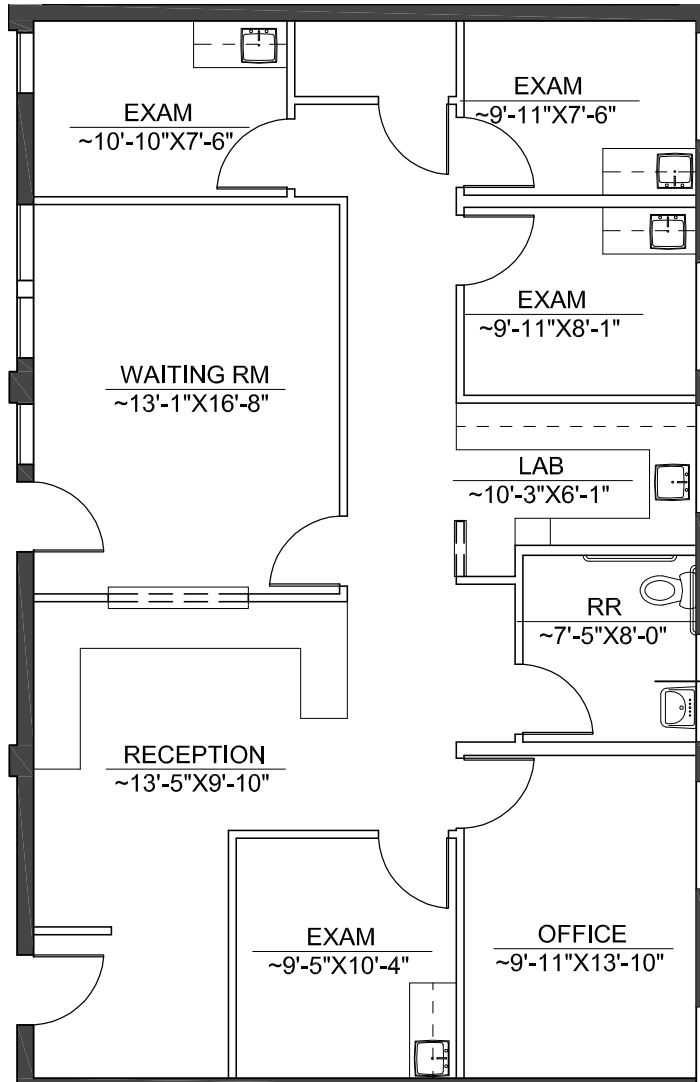 EXAM
~10'-10"X7'-6"
EXAM
~9'-11"X7'-6"
EXAM
~9'-11"X8'-1"
WAITING RM
~13'-1"X16'-8"
LAB
~10'-3"X6'-1"
RR
~7'-5"X8'-0"
RECEPTION
~13'-5"X9'-10"
EXAM
~9'-5"X10'-4"
OFFICE
~9'-11"X13'-10"